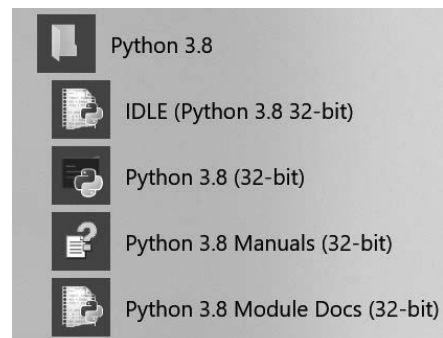 Python 3.8
IDLE (Python 3.8 32-bit)
Python 3.8 (32-bit)
Python 3.8 Manuals (32-bit)
Python 3.8 Module Docs (32-bit)